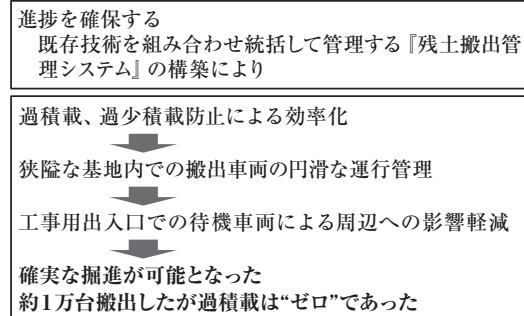 進捗を確保する
既存技術を組み合わせ統括して管理する『残土搬出管
理システム』の構築により
過積載、過少積載防止による効率化
狭隘な基地内での搬出車両の円滑な運行管理
工事用出入口での待機車両による周辺への影響軽減
確実な掘進が可能となった
約1万台搬出したが過積載は“ゼロ”であった